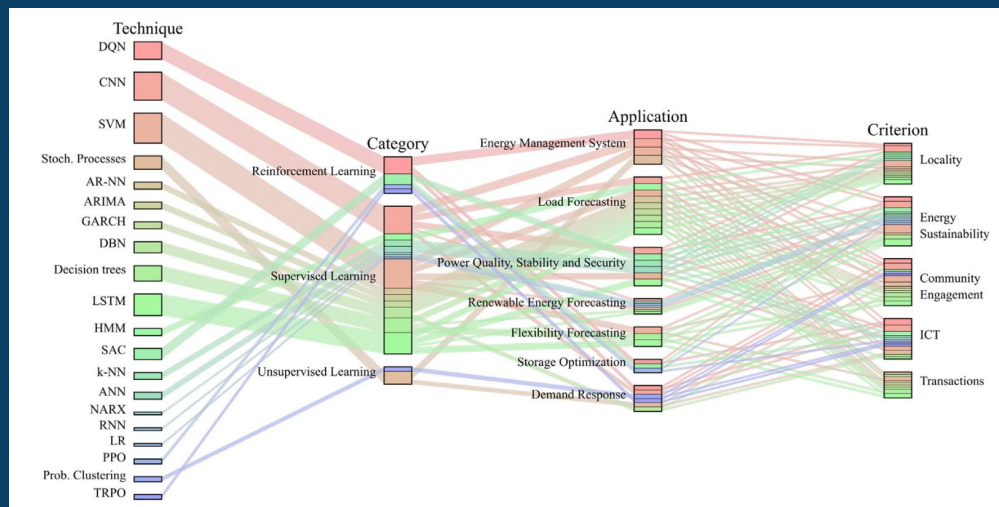 Technique
DQN
CNN
SVM
Stoch. Processes
AR-NN
ARIMA
GARCH
DBN
Decision trees
LSTM
HMM
SAC
k-NN
ANN
NARX
RNN
LR
PPO
Prob. Clustering
TRPO
Category
Reinforcement Learning
Supervised Learning
Unsupervised Learning
Application
Energy Management System
Load Forecasting
Power Quality, Stability and Security
Renewable Energy Forecasting
Flexibility Forecasting
Storage Optimization
Demand Response
Criterion
Locality
Energy
Sustainability
Community
Engagement
ICT
Transactions